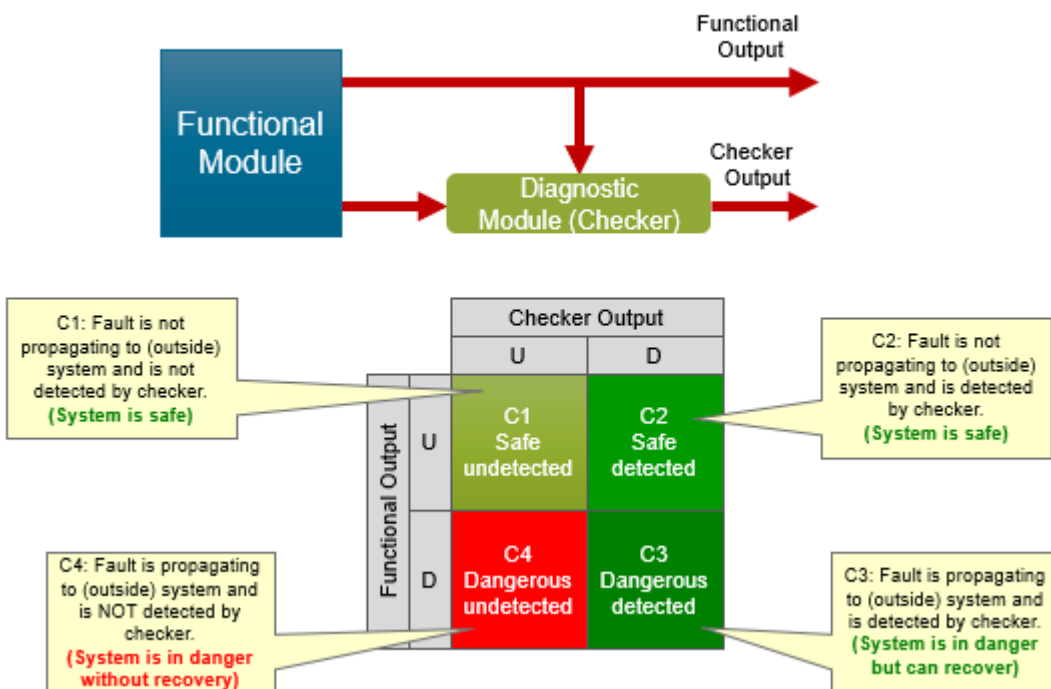 Functional
Output
Functional
Module
Checker
Output
Diagnostic
Module (Checker)
C1: Fault is not
propagating to (outside)
system and is not
detected by checker.
(System is safe)
Checker Output
U
D
C2: Fault is not
propagating to (outside)
system and is detected
by checker.
(System is safe)
Functional Output
U
C1
Safe
undetected
C2
Safe
detected
D
C4
Dangerous
undetected
C3
Dangerous
detected
C4: Fault is propagating
to (outside) system and
is NOT detected by
checker.
(System is in danger
without recovery)
C3: Fault is propagating
to (outside) system and
is detected by checker.
(System is in danger
but can recover)